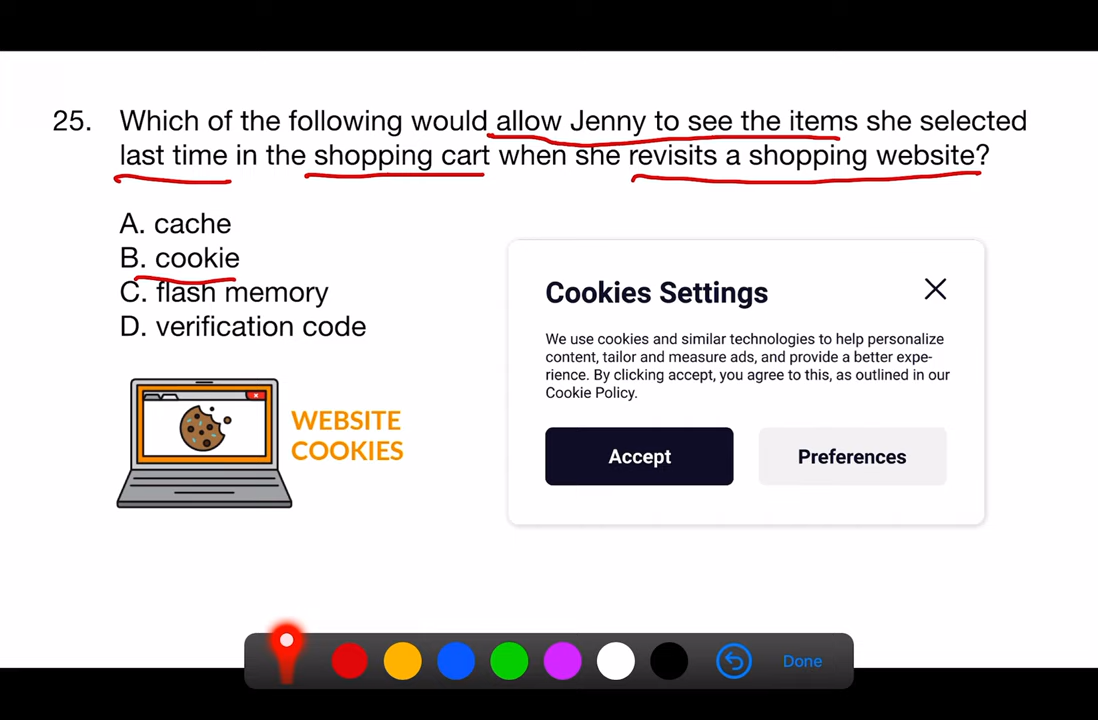 25. Which of the following would allow Jenny to see the items she selected
last time in the shopping cart when she revisits a shopping website?
A. cache
B. cookie
C. flash memory
D. verification code
WEBSITE
COOKIES
Cookies Settings
We use cookies and similar technologies to help personalize
content, tailor and measure ads, and provide a better expe-
rience. By clicking accept, you agree to this, as outlined in our
Cookie Policy.
Accept
Preferences
Done